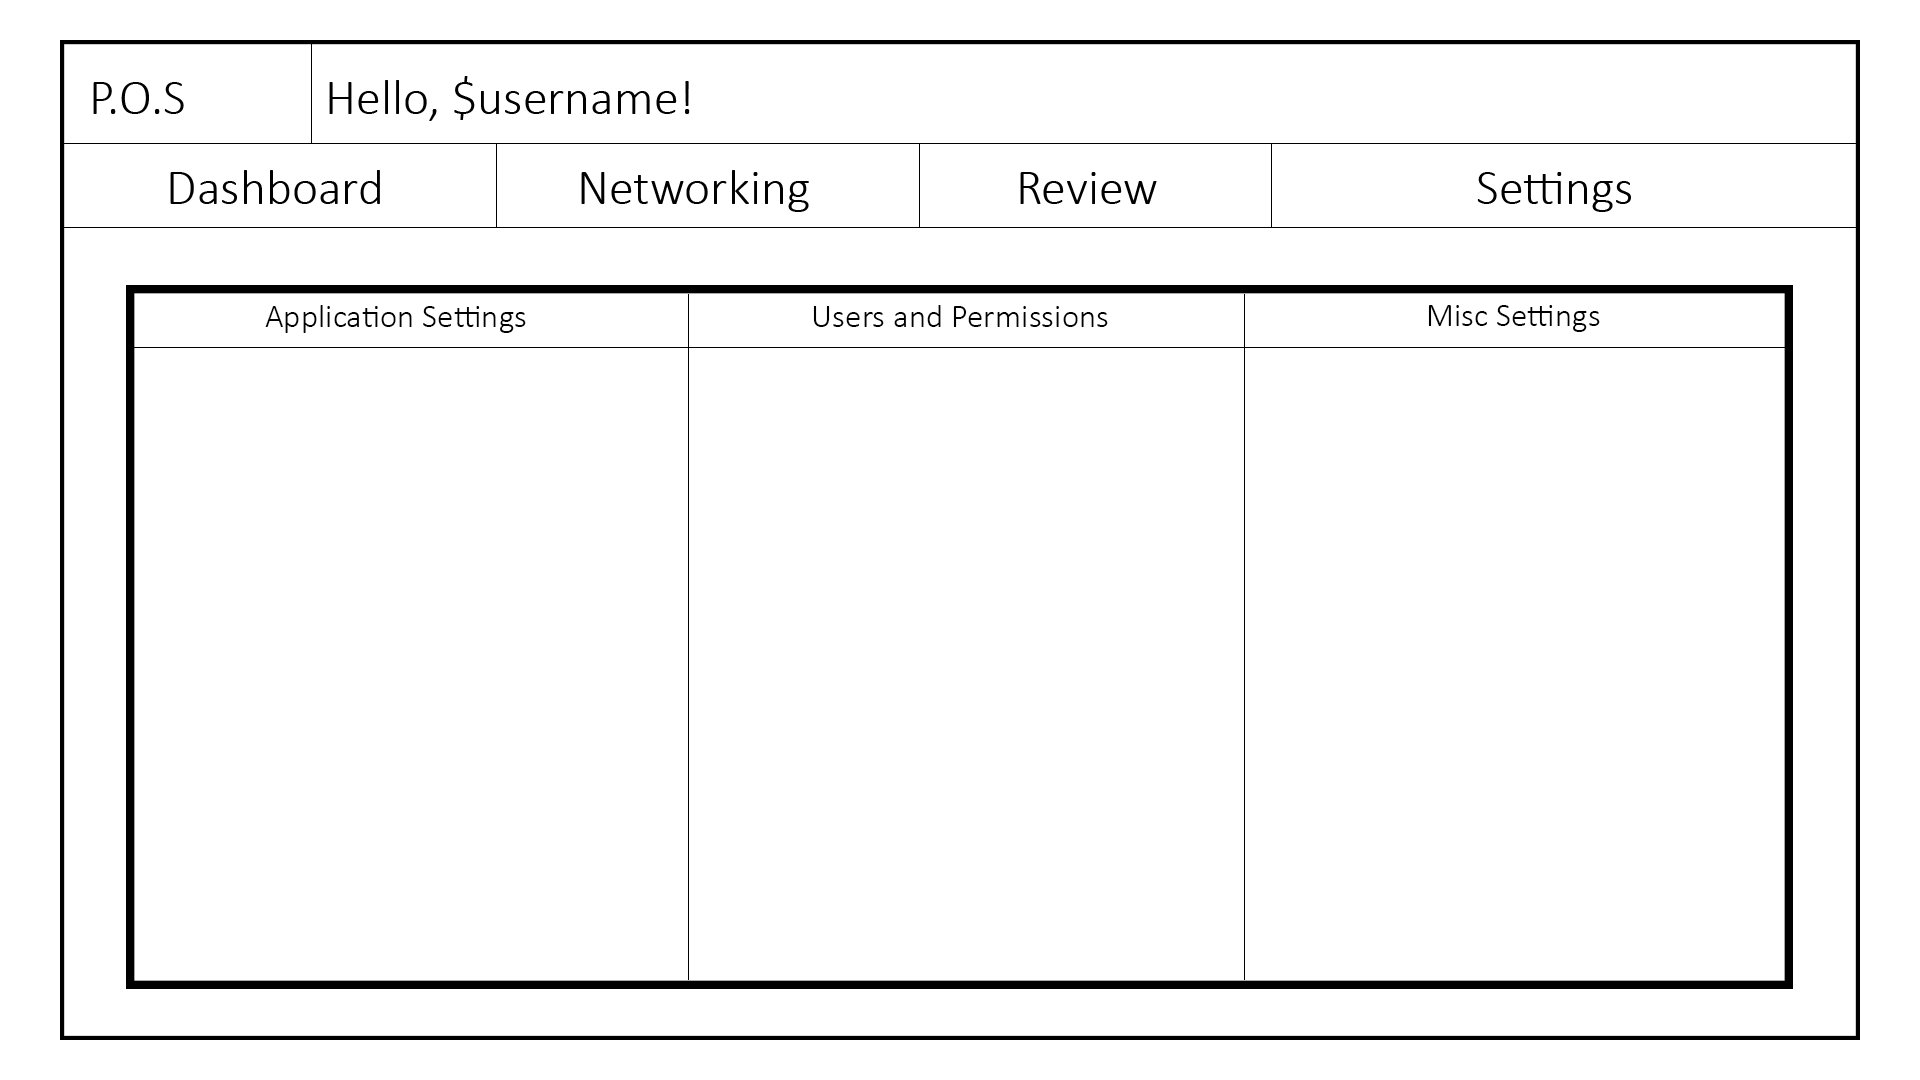 P.O.S
Hello, $username!
Dashboard
Networking
Review
Settings
Application Settings
Users and Permissions
Misc Settings